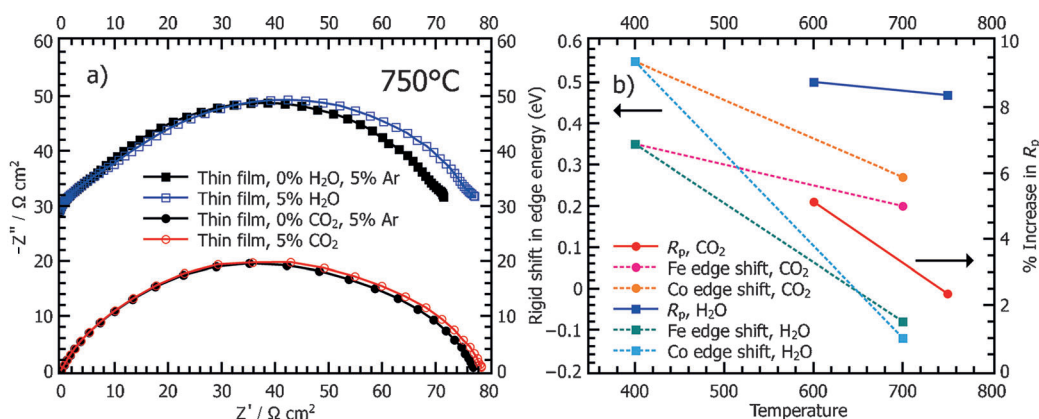 0 10 20 30 40 50 60 70 80
60
50
40
30
20
10
0
-Z″ / Ω cm²
a)
750°C
Thin film, 0% H₂O, 5% Ar
Thin film, 5% H₂O
Thin film, 0% CO₂, 5% Ar
Thin film, 5% CO₂
80
60
50
40
30
20
10
0
0 10 20 30 40 50 60 70 80
Z' / Ω cm²
400 500 600 700 800
0.6
0.5
0.4
0.3
0.2
0.1
0
−0.1
−0.2
Rigid shift in edge energy (eV)
b)
Rₚ, CO₂
Fe edge shift, CO₂
Co edge shift, CO₂
Rₚ, H₂O
Fe edge shift, H₂O
Co edge shift, H₂O
10
8
6
4
2
0
% Increase in Rₚ
400 500 600 700 800
Temperature